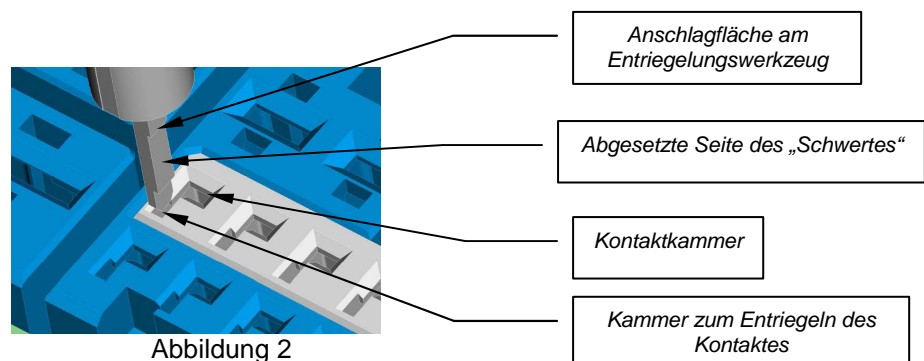 Anschlagfläche am
Entriegelungswerkzeug
Abgesetzte Seite des „Schwertes“
Kontaktkammer
Kammer zum Entriegeln des
Kontaktes
Abbildung 2